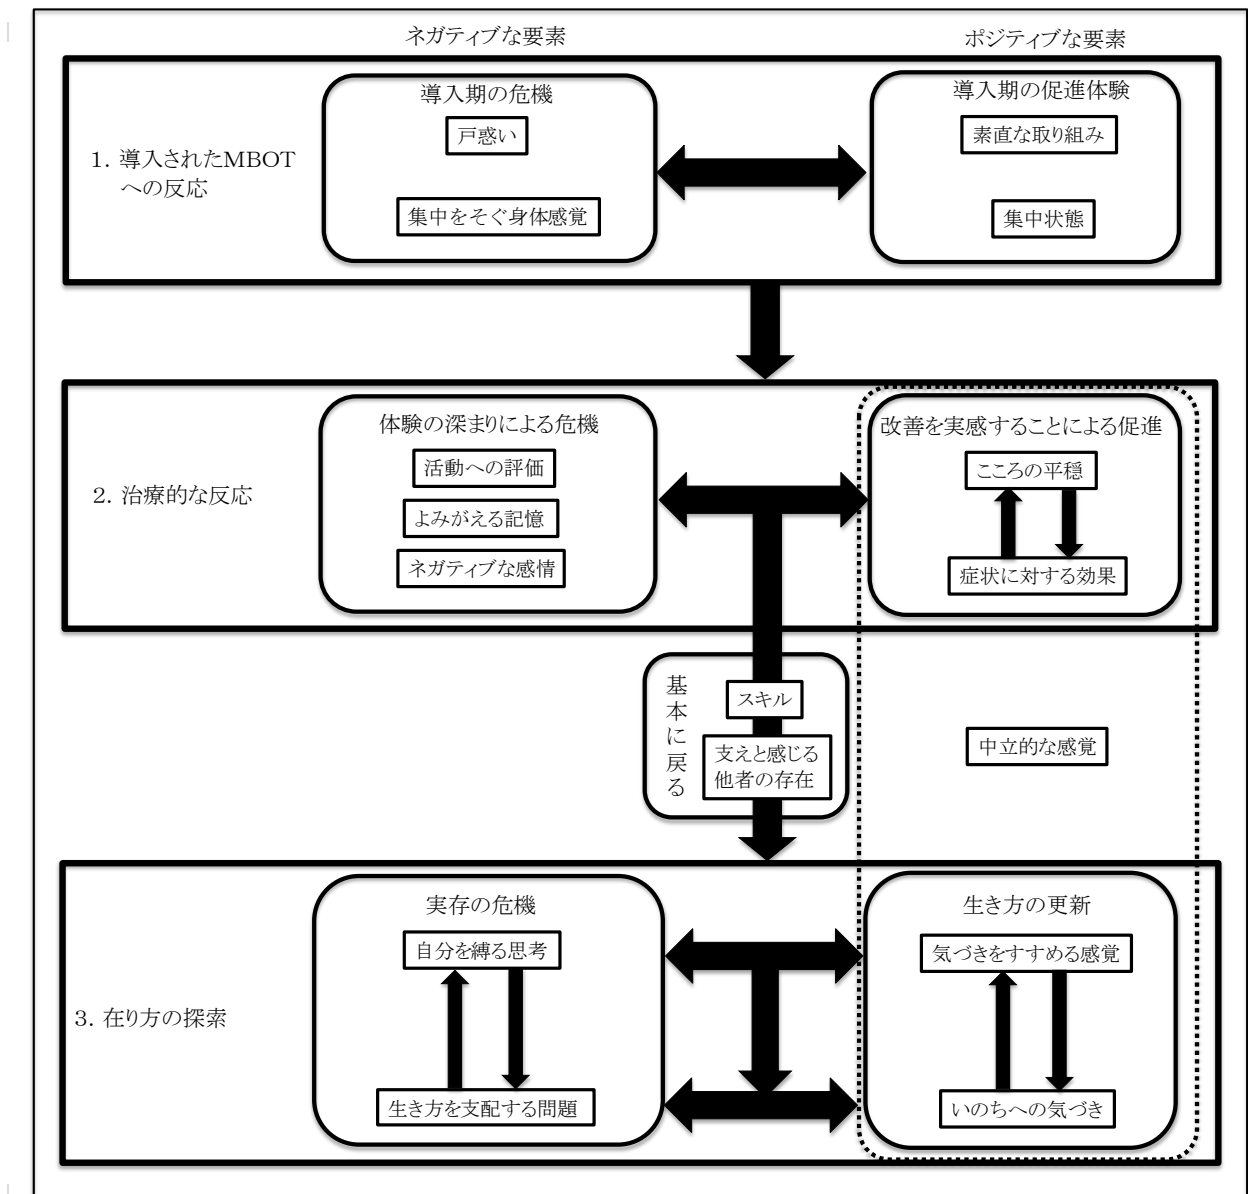 ネガティブな要素
ポジティブな要素
1. 導入されたMBOT
への反応
導入期の危機
戸惑い
集中をそぐ身体感覚
導入期の促進体験
素直な取り組み
集中状態
2. 治療的な反応
体験の深まりによる危機
活動への評価
よみがえる記憶
ネガティブな感情
改善を実感することによる促進
こころの平穏
症状に対する効果
基本に戻る
スキル
支えと感じる
他者の存在
中立的な感覚
3. 在り方の探索
実存の危機
自分を縛る思考
生き方を支配する問題
生き方の更新
気づきをすすめる感覚
いのちへの気づき